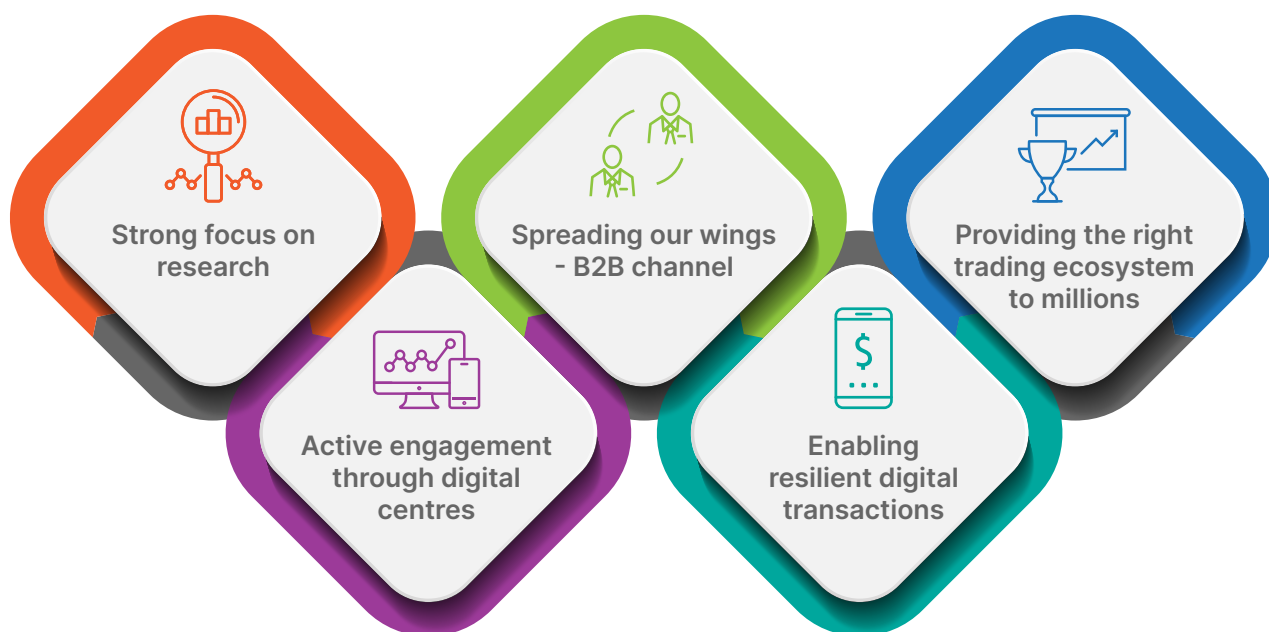 Strong focus on
research
Active engagement
through digital
centres
Spreading our wings
- B2B channel
$
Enabling
resilient digital
transactions
Providing the right
trading ecosystem
to millions